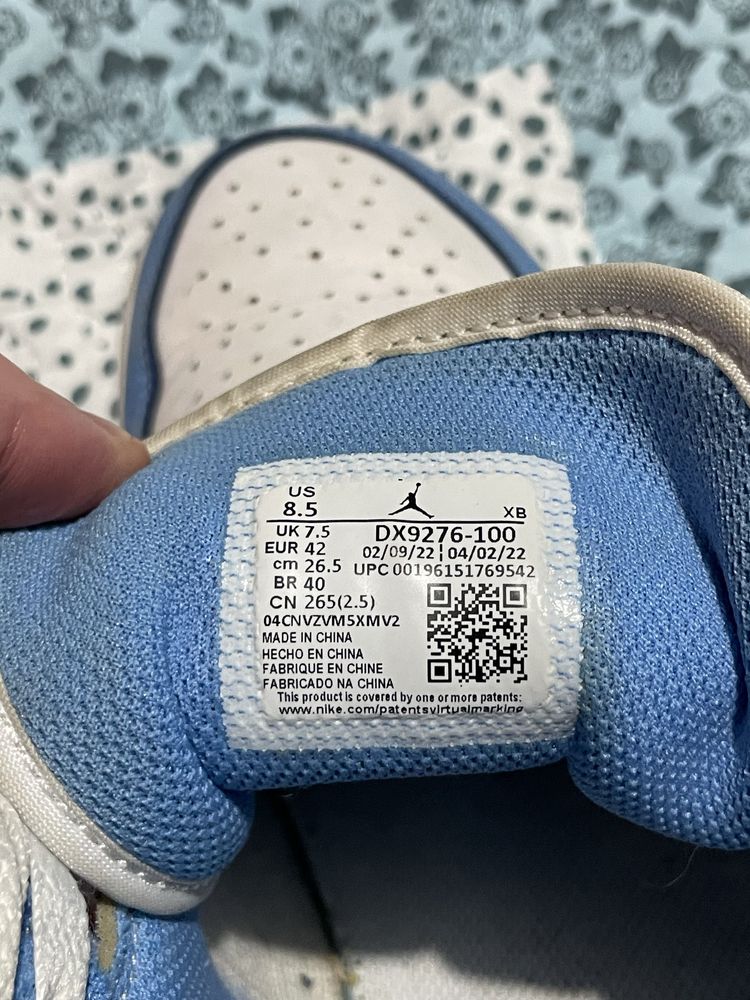 US
8.5 XB
UK 7.5 DX9276-100
EUR 42 02/09/22 ¦ 04/02/22
cm 26.5 UPC 00196151769542
BR 40
CN 265(2.5)
04CNVZVM5XMV2
MADE IN CHINA
HECHO EN CHINA
FABRIQUE EN CHINE
FABRICADO NA CHINA
This product is covered by one or more patents:
www.nike.com/patentsvirtualmarking